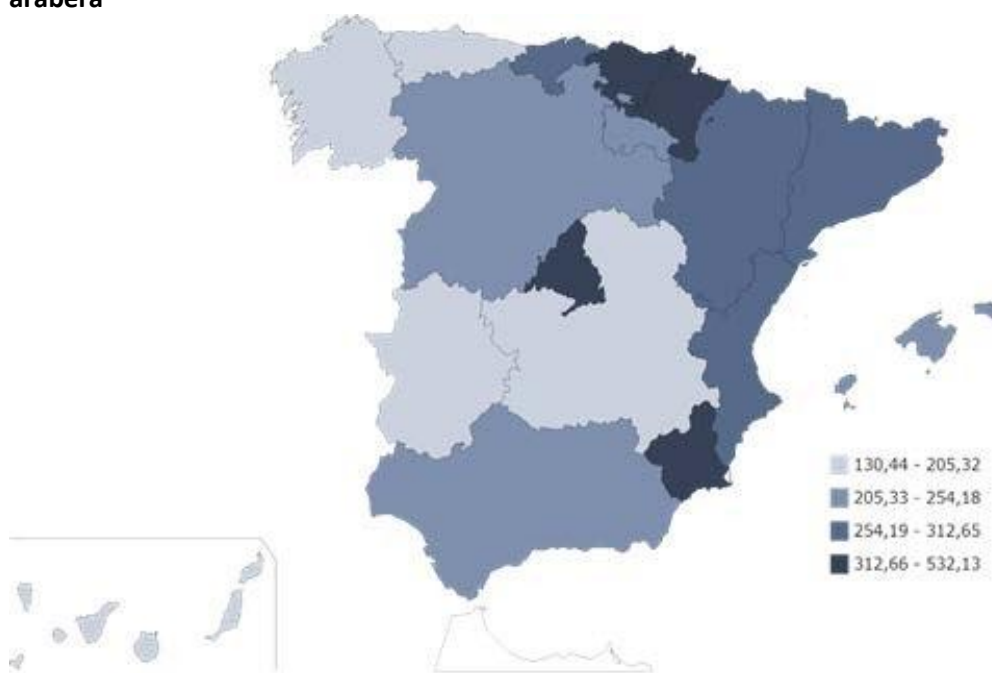 arabera
130,44 - 205,32
205,33 - 254,18
254,19 - 312,65
312,66 - 532,13